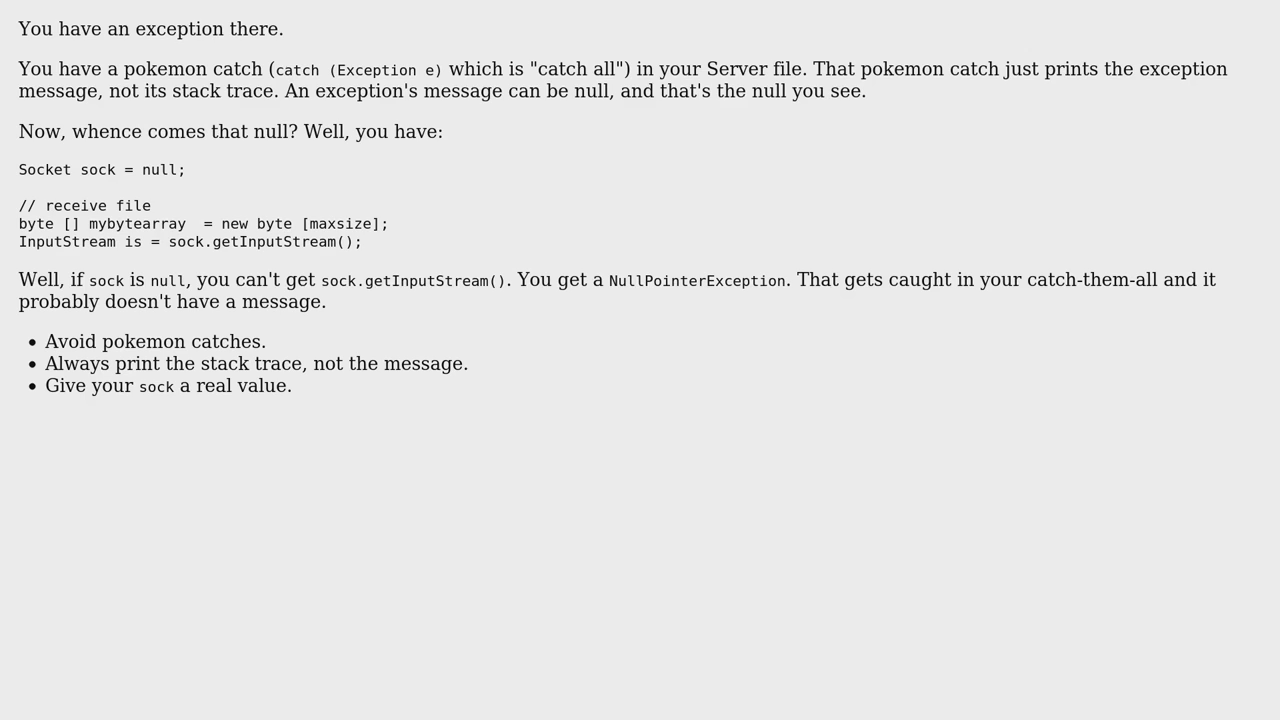 You have an exception there.
You have a pokemon catch (catch (Exception e) which is "catch all") in your Server file. That pokemon catch just prints the exception
message, not its stack trace. An exception's message can be null, and that's the null you see.
Now, whence comes that null? Well, you have:
Socket sock = null;
// receive file
byte [] mybytearray  = new byte [maxsize];
InputStream is = sock.getInputStream();
Well, if sock is null, you can't get sock.getInputStream(). You get a NullPointerException. That gets caught in your catch-them-all and it
probably doesn't have a message.
• Avoid pokemon catches.
• Always print the stack trace, not the message.
• Give your sock a real value.